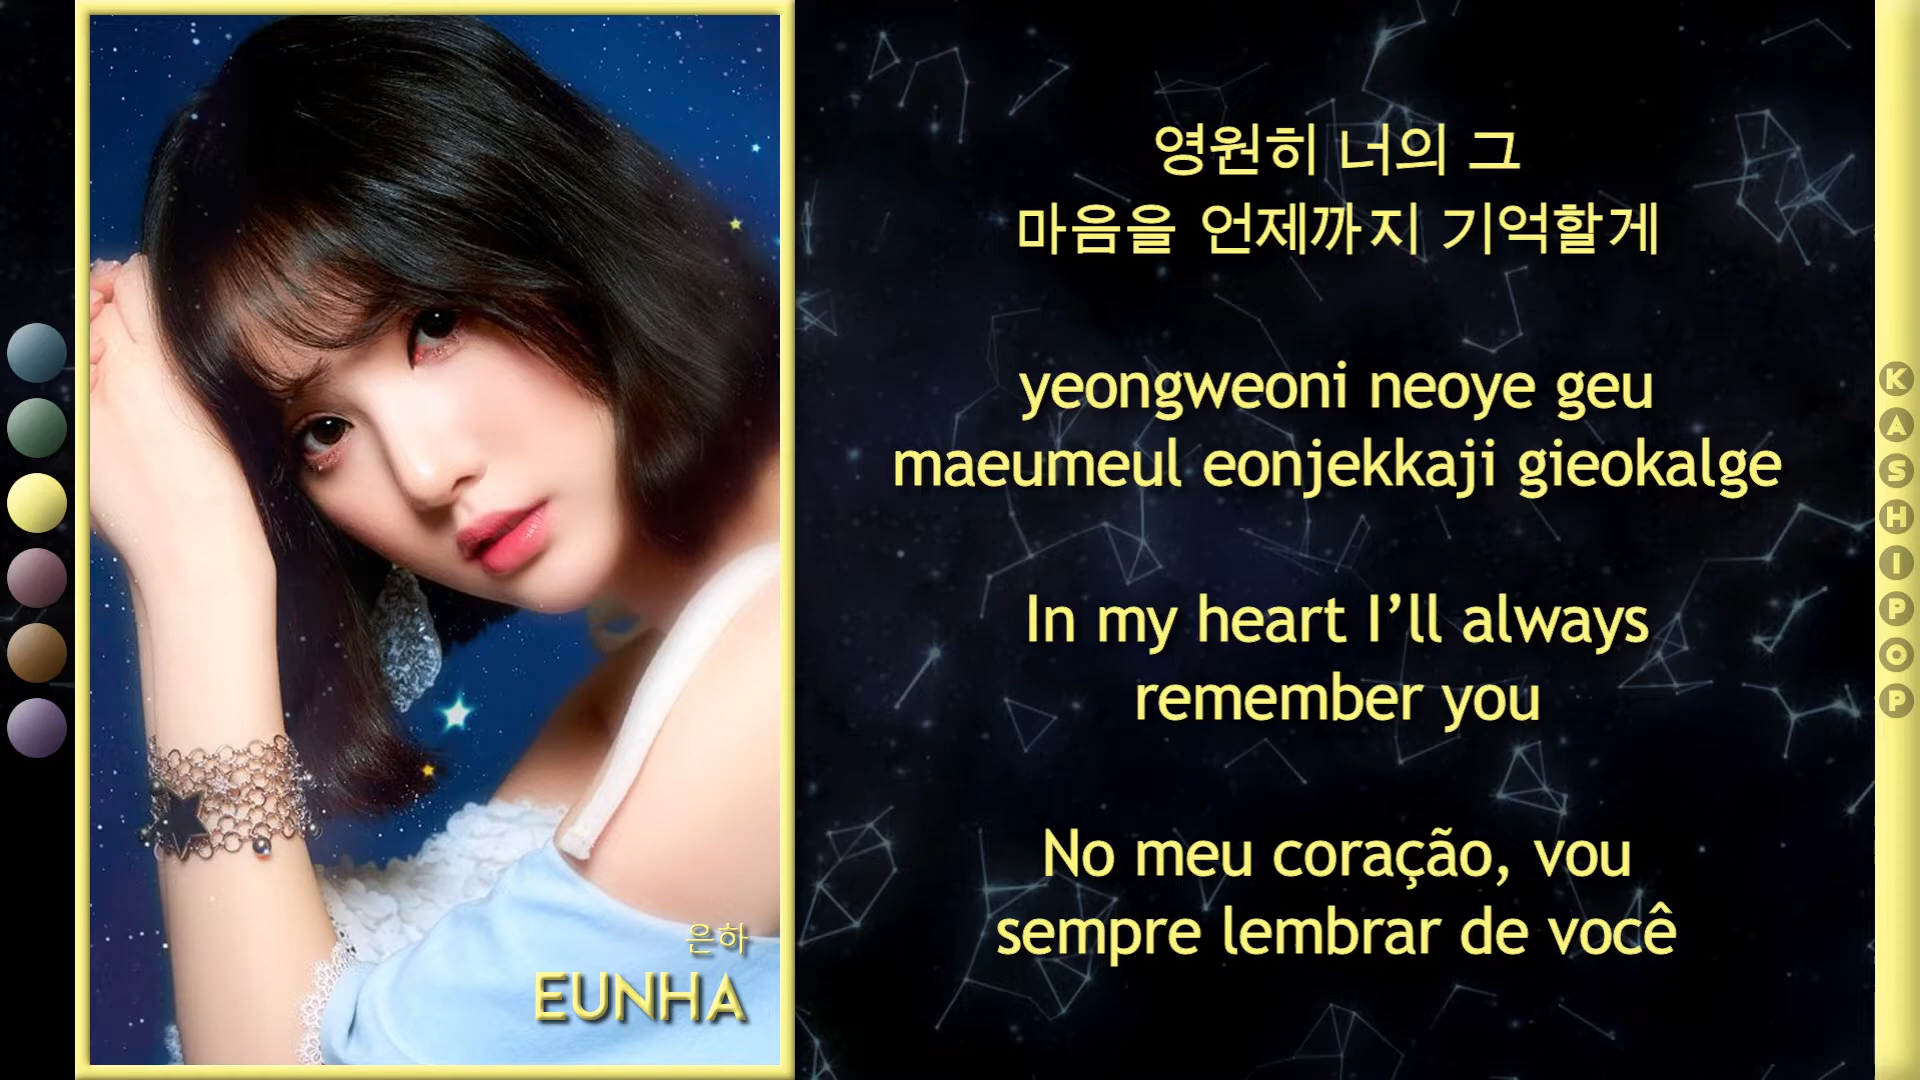 은하
EUNHA
영원히 너의 그
마음을 언제까지 기억할게
yeongweoni neoye geu
maeumeul eonjekkaji gieokalge
In my heart I’ll always
remember you
No meu coração, vou
sempre lembrar de você
KASHIPOP